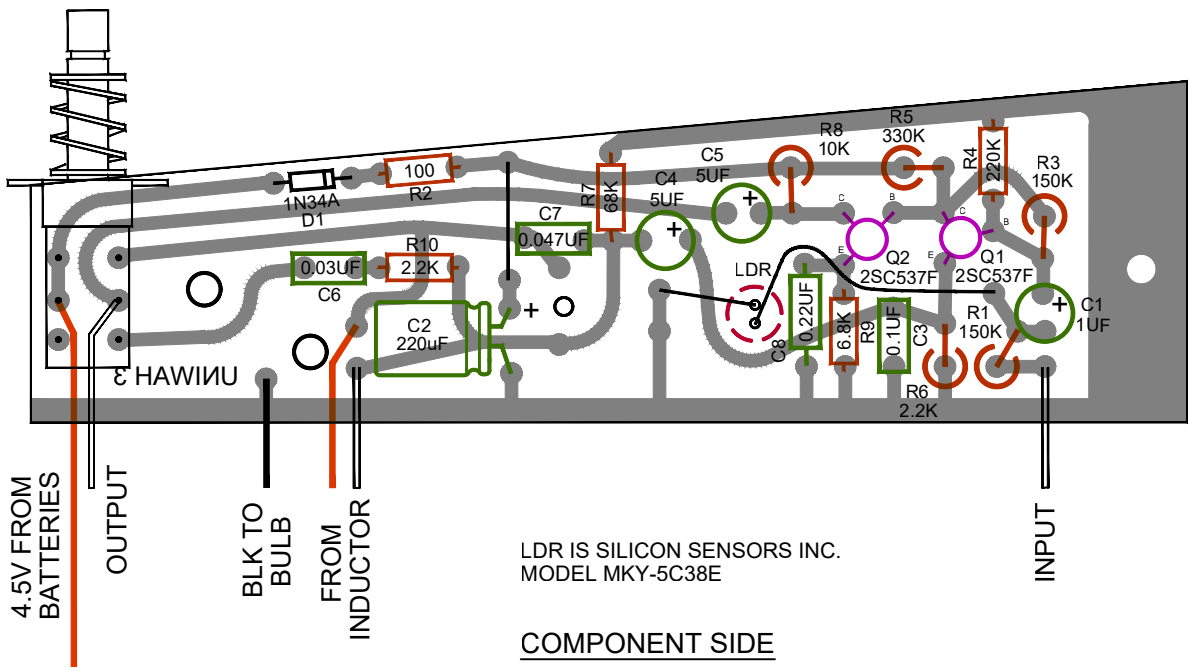 R5
330K
R8
10K
R4
220K
R3
150K
C5
5UF
C4
5UF
R7
68K
100
R2
1N34A
D1
C7
0.047UF
R10
2.2K
0.03UF
C6
C2
220uF
+
+
+
+
LDR
C
B
E
Q2
2SC537F
C
B
E
Q1
2SC537F
C1
1UF
R1
150K
0.22UF
C8
6.8K
R9
0.1UF
C3
R6
2.2K
Ɛ HAWIИU
4.5V FROM
BATTERIES
OUTPUT
BLK TO
BULB
FROM
INDUCTOR
INPUT
LDR IS SILICON SENSORS INC.
MODEL MKY-5C38E
COMPONENT SIDE